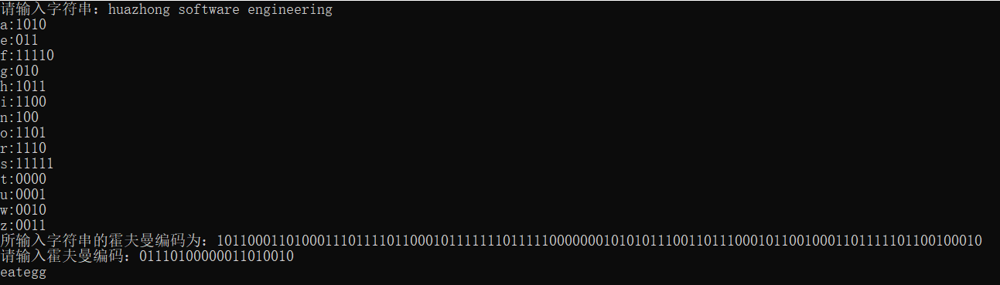 请输入字符串：huazhong software engineering
a:1010
e:011
f:11110
g:010
h:1011
i:1100
n:100
o:1101
r:1110
s:11111
t:0000
u:0001
w:0010
z:0011
所输入字符串的霍夫曼编码为：101100011010001110111101100010111111101111100000001010101110011011100010110010001101111101100100010
请输入霍夫曼编码：01110100000011010010
eategg